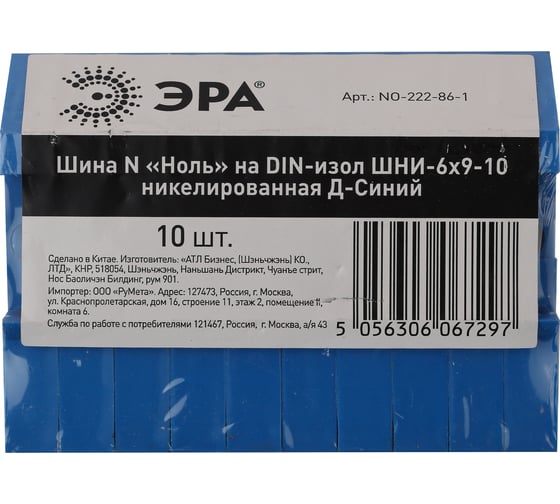 ЭРА®
Арт.: NO-222-86-1
Шина N «Ноль» на DIN-изол ШНИ-6х9-10
никелированная Д-Синий
10 шт.
Сделано в Китае. Изготовитель: «АТЛ Бизнес, (Шэньчжэнь) КО.,
ЛТД», КНР, 518054, Шэньчжэнь, Наньшань Дистрикт, Чуанъе стрит,
Нос Баоличэн Билдинг, рум 901.
Импортер: ООО «РуМета». Адрес: 127473, Россия, г. Москва,
ул. Краснопролетарская, дом 16, строение 11, этаж 2, помещение II,
комната 6.
Служба по работе с потребителями 121467, Россия, г. Москва, а/я 43
5 056306 067297